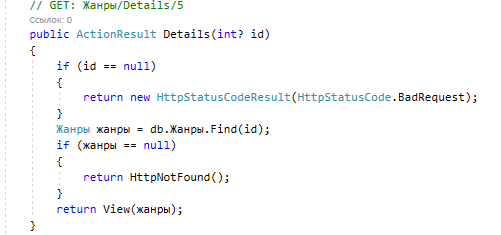 // GET: Жанры/Details/5
Ссылок: 0
public ActionResult Details(int? id)
{
if (id == null)
{
return new HttpStatusCodeResult(HttpStatusCode.BadRequest);
}
Жанры жанры = db.Жанры.Find(id);
if (жанры == null)
{
return HttpNotFound();
}
return View(жанры);
}